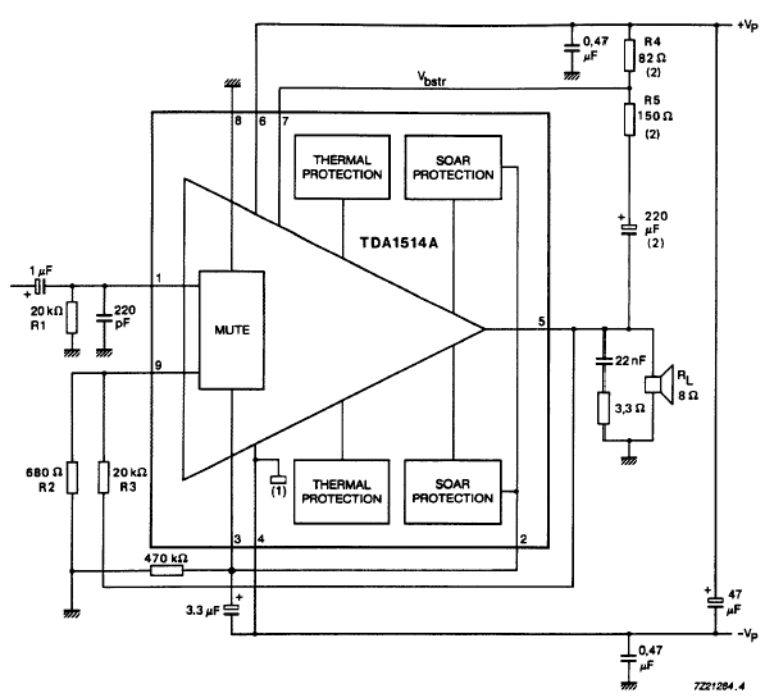 +Vp
0,47
μF
R4
82 Ω
(2)
Vbstr
R5
150 Ω
(2)
8
6
7
THERMAL
PROTECTION
SOAR
PROTECTION
220
μF
(2)
+
TDA1514A
1 μF
+
1
20 kΩ
R1
220
pF
MUTE
5
9
22 nF
RL
8 Ω
3,3 Ω
680 Ω
R2
20 kΩ
R3
(1)
THERMAL
PROTECTION
SOAR
PROTECTION
3
4
2
470 kΩ
3.3 μF
+
+
47
μF
-Vp
0,47
μF
7Z21284.4